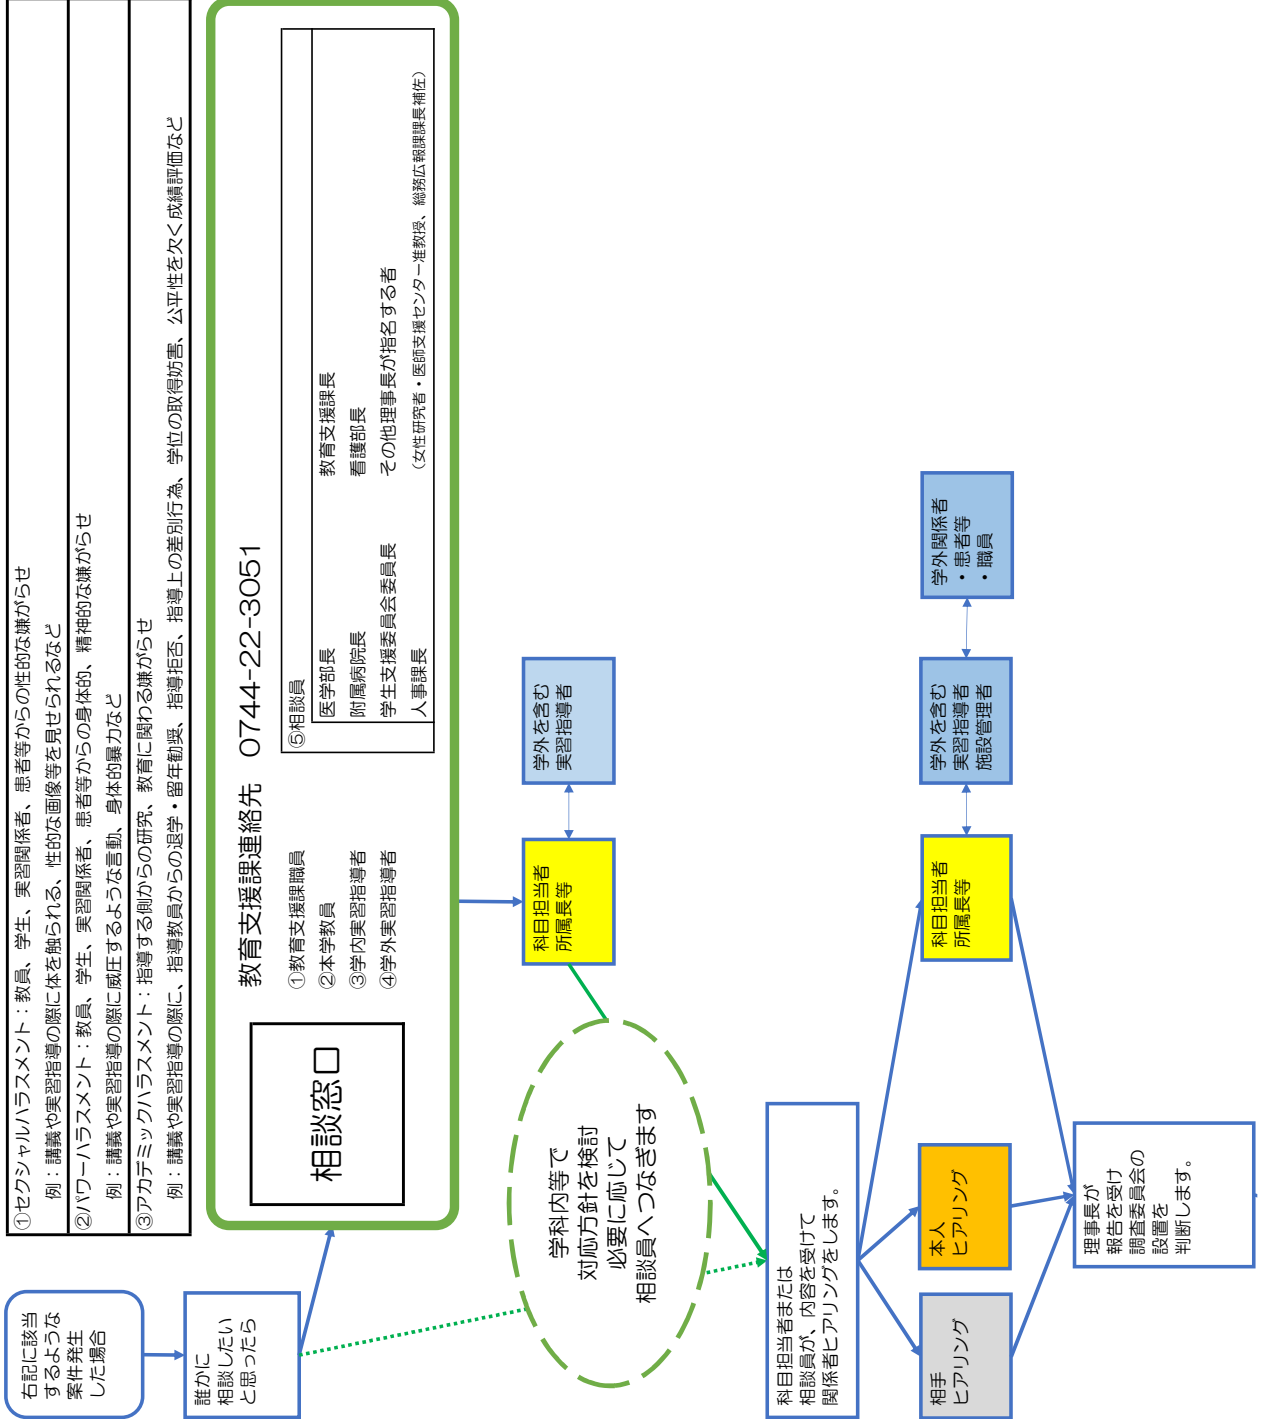 右記に該当
するような
案件発生
した場合
①セクシャルハラスメント：教員、学生、実習関係者、患者等からの性的な嫌がらせ
例：講義や実習指導の際に体を触られる、性的な画像等を見せられるなど
②パワーハラスメント：教員、学生、実習関係者、患者等からの身体的、精神的な嫌がらせ
例：講義や実習指導の際に威圧するような言動、身体的暴力など
③アカデミックハラスメント：指導する側からの研究、教育に関わる嫌がらせ
例：講義や実習指導の際に、指導教員からの退学・留年勧奨、指導拒否、指導上の差別行為、学位の取得妨害、公平性を欠く成績評価など
誰かに
相談したい
と思ったら
相談窓口
教育支援課連絡先　0744-22-3051
①教育支援課職員
②本学教員
③学内実習指導者
④学外実習指導者
⑤相談員
医学部長　教育支援課長
附属病院長　看護部長
学生支援委員会委員長　その他理事長が指名する者
人事課長　（女性研究者・医師支援センター准教授、総務広報課課長補佐）
科目担当者
所属長等
学外を含む
実習指導者
学科内等で
対応方針を検討
必要に応じて
相談員へつなぎます
科目担当者または
相談員が、内容を受けて
関係者ヒアリングをします。
相手
ヒアリング
本人
ヒアリング
科目担当者
所属長等
学外を含む
実習指導者
施設管理者
学外関係者
・患者等
・職員
理事長が
報告を受け
調査委員会の
設置を
判断します。